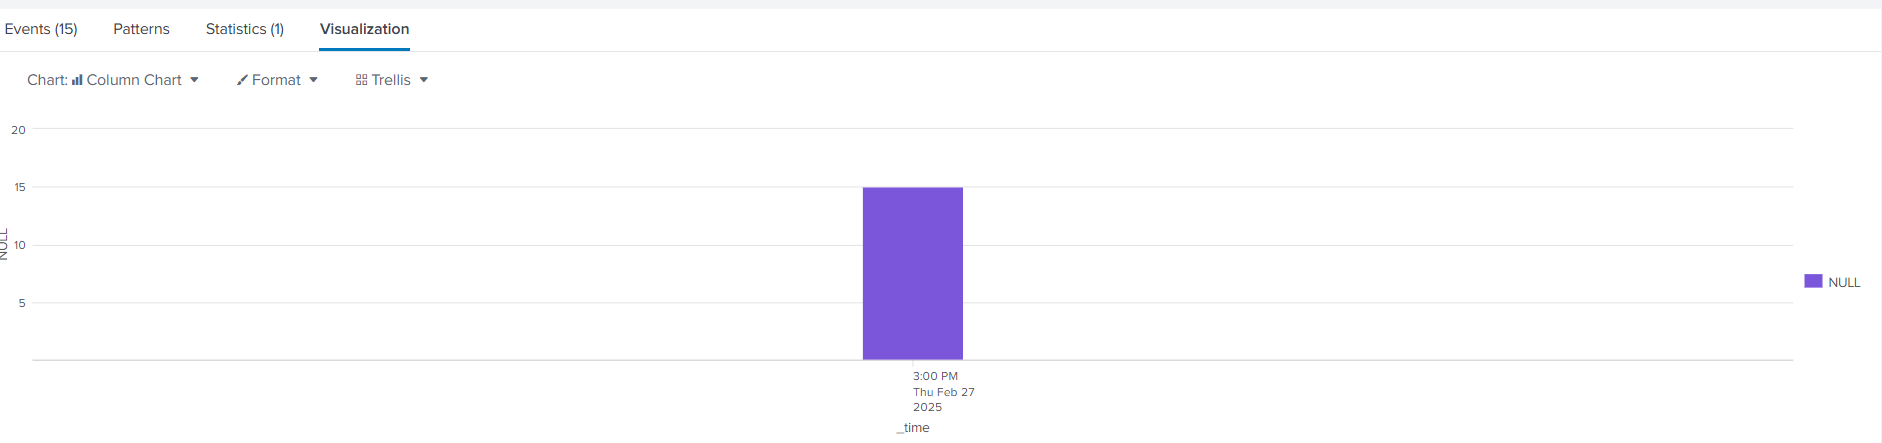 Events (15) Patterns Statistics (1) Visualization
Chart: Column Chart Format Trellis
20
15
10
5
NULL
NULL
3:00 PM
Thu Feb 27
2025
_time